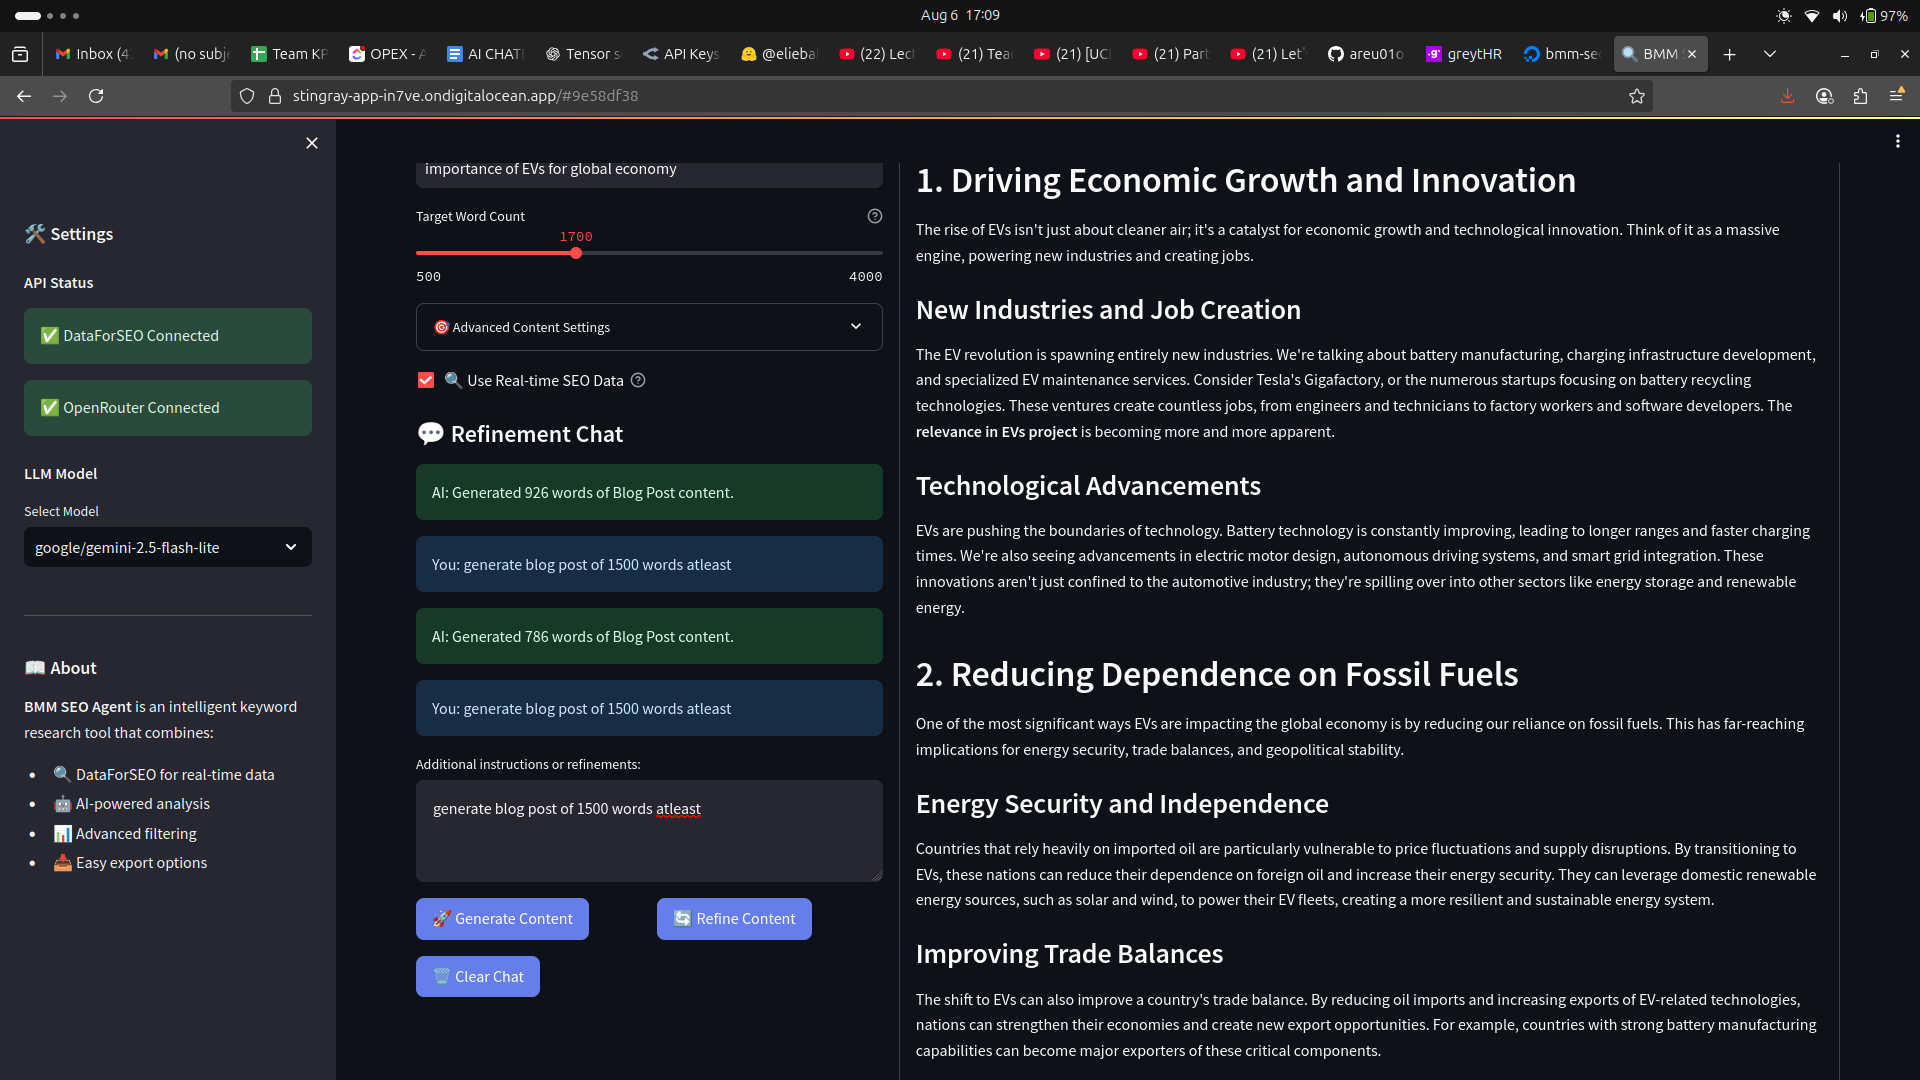 Aug 6 17:09
97%
Inbox (4
(no subj
Team KP
OPEX - A
AI CHAT
Tensor s
API Keys
@elieba
(22) Lect
(21) Tea
(21) [UC
(21) Part
(21) Let'
areu01o
greytHR
bmm-se
BMM
stingray-app-in7ve.ondigitalocean.app/#9e58df38
🛠️ Settings
API Status
✅ DataForSEO Connected
✅ OpenRouter Connected
LLM Model
Select Model
google/gemini-2.5-flash-lite
📖 About
BMM SEO Agent is an intelligent keyword
research tool that combines:
• 🔍 DataForSEO for real-time data
• 🤖 AI-powered analysis
• 📊 Advanced filtering
• 📥 Easy export options
importance of EVs for global economy
Target Word Count
1700
500
4000
🎯 Advanced Content Settings
🔍 Use Real-time SEO Data
💬 Refinement Chat
AI: Generated 926 words of Blog Post content.
You: generate blog post of 1500 words atleast
AI: Generated 786 words of Blog Post content.
You: generate blog post of 1500 words atleast
Additional instructions or refinements:
generate blog post of 1500 words atleast
🚀 Generate Content
🔄 Refine Content
🗑️ Clear Chat
1. Driving Economic Growth and Innovation
The rise of EVs isn't just about cleaner air; it's a catalyst for economic growth and technological innovation. Think of it as a massive
engine, powering new industries and creating jobs.
New Industries and Job Creation
The EV revolution is spawning entirely new industries. We're talking about battery manufacturing, charging infrastructure development,
and specialized EV maintenance services. Consider Tesla's Gigafactory, or the numerous startups focusing on battery recycling
technologies. These ventures create countless jobs, from engineers and technicians to factory workers and software developers. The
relevance in EVs project is becoming more and more apparent.
Technological Advancements
EVs are pushing the boundaries of technology. Battery technology is constantly improving, leading to longer ranges and faster charging
times. We're also seeing advancements in electric motor design, autonomous driving systems, and smart grid integration. These
innovations aren't just confined to the automotive industry; they're spilling over into other sectors like energy storage and renewable
energy.
2. Reducing Dependence on Fossil Fuels
One of the most significant ways EVs are impacting the global economy is by reducing our reliance on fossil fuels. This has far-reaching
implications for energy security, trade balances, and geopolitical stability.
Energy Security and Independence
Countries that rely heavily on imported oil are particularly vulnerable to price fluctuations and supply disruptions. By transitioning to
EVs, these nations can reduce their dependence on foreign oil and increase their energy security. They can leverage domestic renewable
energy sources, such as solar and wind, to power their EV fleets, creating a more resilient and sustainable energy system.
Improving Trade Balances
The shift to EVs can also improve a country's trade balance. By reducing oil imports and increasing exports of EV-related technologies,
nations can strengthen their economies and create new export opportunities. For example, countries with strong battery manufacturing
capabilities can become major exporters of these critical components.